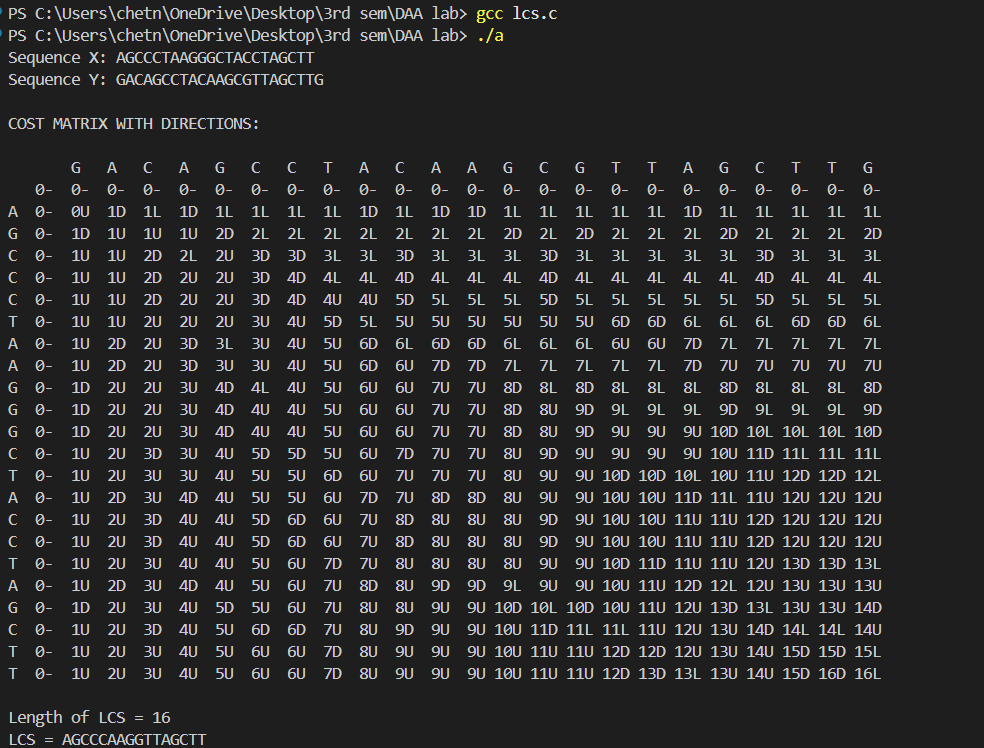 PS C:\Users\chetn\OneDrive\Desktop\3rd sem\DAA lab> gcc lcs.c
PS C:\Users\chetn\OneDrive\Desktop\3rd sem\DAA lab> ./a
Sequence X: AGCCCTAAGGGCTACCTAGCTT
Sequence Y: GACAGCCTACAAGCGTTAGCTTG
COST MATRIX WITH DIRECTIONS:
G A C A G C C T A C A A G C G T T A G C T T G
0- 0- 0- 0- 0- 0- 0- 0- 0- 0- 0- 0- 0- 0- 0- 0- 0- 0- 0- 0- 0- 0- 0- 0-
A 0- 0U 1D 1L 1D 1L 1L 1L 1L 1D 1L 1D 1D 1L 1L 1L 1L 1L 1D 1L 1L 1L 1L 1L
G 0- 1D 1U 1U 1U 2D 2L 2L 2L 2L 2L 2L 2L 2D 2L 2D 2L 2L 2L 2D 2L 2L 2L 2D
C 0- 1U 1U 2D 2L 2U 3D 3D 3L 3L 3D 3L 3L 3L 3D 3L 3L 3L 3L 3L 3D 3L 3L 3L
C 0- 1U 1U 2D 2U 2U 3D 4D 4L 4L 4D 4L 4L 4L 4D 4L 4L 4L 4L 4L 4D 4L 4L 4L
C 0- 1U 1U 2D 2U 2U 3D 4D 4U 4U 5D 5L 5L 5L 5D 5L 5L 5L 5L 5L 5D 5L 5L 5L
T 0- 1U 1U 2U 2U 2U 3U 4U 5D 5L 5U 5U 5U 5U 5U 5U 6D 6D 6L 6L 6L 6D 6D 6L
A 0- 1U 2D 2U 3D 3L 3U 4U 5U 6D 6L 6D 6D 6L 6L 6L 6U 6U 7D 7L 7L 7L 7L 7L
A 0- 1U 2D 2U 3D 3U 3U 4U 5U 6D 6U 7D 7D 7L 7L 7L 7L 7L 7D 7U 7U 7U 7U 7U
G 0- 1D 2U 2U 3U 4D 4L 4U 5U 6U 6U 7U 7U 8D 8L 8D 8L 8L 8L 8D 8L 8L 8L 8D
G 0- 1D 2U 2U 3U 4D 4U 4U 5U 6U 6U 7U 7U 8D 8U 9D 9L 9L 9L 9D 9L 9L 9L 9D
G 0- 1D 2U 2U 3U 4D 4U 4U 5U 6U 6U 7U 7U 8D 8U 9D 9U 9U 9U 10D 10L 10L 10L 10D
C 0- 1U 2U 3D 3U 4U 5D 5D 5U 6U 7D 7U 7U 8U 9D 9U 9U 9U 9U 10U 11D 11L 11L 11L
T 0- 1U 2U 3U 3U 4U 5U 5U 6D 6U 7U 7U 7U 8U 9U 9U 10D 10D 10L 10U 11U 12D 12D 12L
A 0- 1U 2D 3U 4D 4U 5U 5U 6U 7D 7U 8D 8D 8U 9U 9U 10U 10U 11D 11L 11U 12U 12U 12U
C 0- 1U 2U 3D 4U 4U 5D 6D 6U 7U 8D 8U 8U 8U 9D 9U 10U 10U 11U 11U 12D 12U 12U 12U
C 0- 1U 2U 3D 4U 4U 5D 6D 6U 7U 8D 8U 8U 8U 9D 9U 10U 10U 11U 11U 12D 12U 12U 12U
T 0- 1U 2U 3U 4U 4U 5U 6U 7D 7U 8U 8U 8U 8U 9U 9U 10D 11D 11U 11U 12U 13D 13D 13L
A 0- 1U 2D 3U 4D 4U 5U 6U 7U 8D 8U 9D 9D 9L 9U 9U 10U 11U 12D 12L 12U 13U 13U 13U
G 0- 1D 2U 3U 4U 5D 5U 6U 7U 8U 8U 9U 9U 10D 10L 10D 10U 11U 12U 13D 13L 13U 13U 14D
C 0- 1U 2U 3D 4U 5U 6D 6D 7U 8U 9D 9U 9U 10U 11D 11L 11L 11U 12U 13U 14D 14L 14L 14U
T 0- 1U 2U 3U 4U 5U 6U 6U 7D 8U 9U 9U 9U 10U 11U 11U 12D 12D 12U 13U 14U 15D 15D 15L
T 0- 1U 2U 3U 4U 5U 6U 6U 7D 8U 9U 9U 9U 10U 11U 11U 12D 13D 13L 13U 14U 15D 16D 16L
Length of LCS = 16
LCS = AGCCCAAGGTTAGCTT